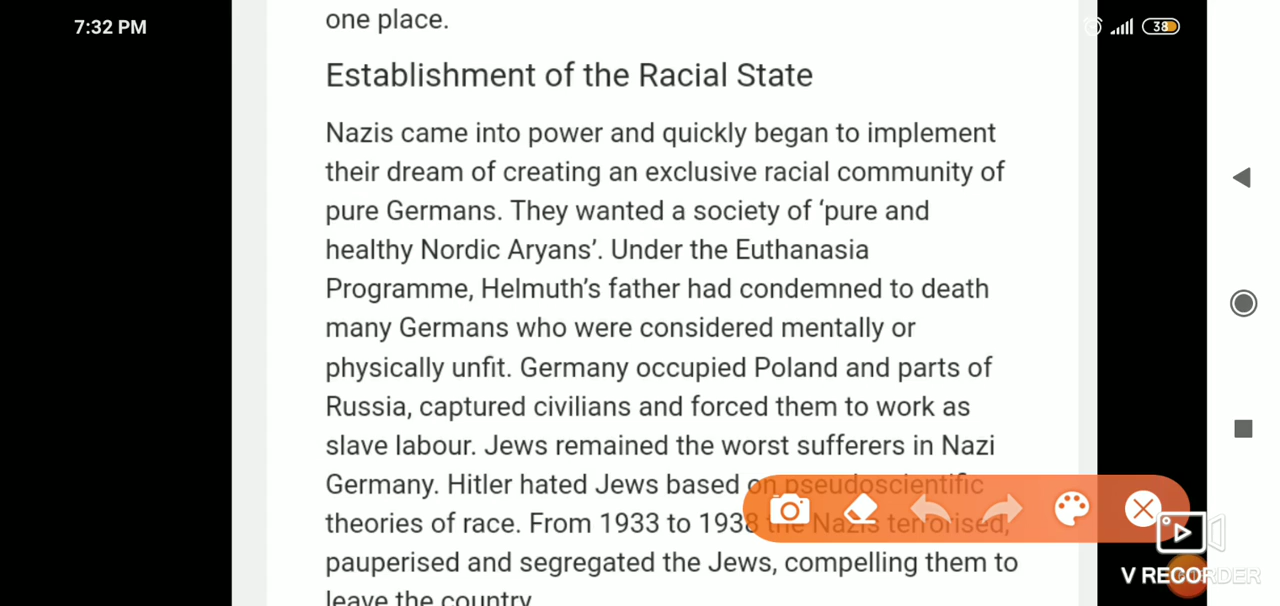 one place.
7:32 PM
38
Establishment of the Racial State
Nazis came into power and quickly began to implement
their dream of creating an exclusive racial community of
pure Germans. They wanted a society of ‘pure and
healthy Nordic Aryans’. Under the Euthanasia
Programme, Helmuth’s father had condemned to death
many Germans who were considered mentally or
physically unfit. Germany occupied Poland and parts of
Russia, captured civilians and forced them to work as
slave labour. Jews remained the worst sufferers in Nazi
Germany. Hitler hated Jews based on pseudoscientific
theories of race. From 1933 to 1938 the Nazis terrorised,
pauperised and segregated the Jews, compelling them to
leave the country.
V RECORDER